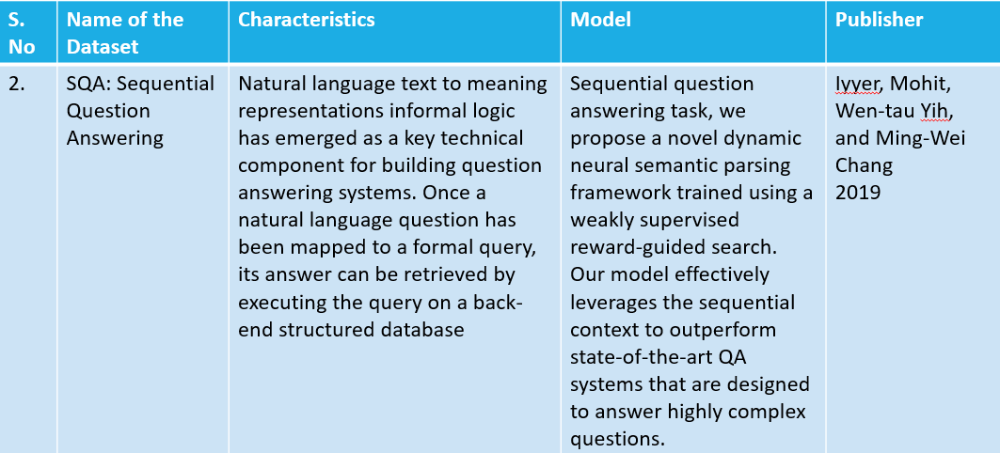 S. No
Name of the Dataset
Characteristics
Model
Publisher
2.
SQA: Sequential
Question
Answering
Natural language text to meaning
representations informal logic
has emerged as a key technical
component for building question
answering systems. Once a
natural language question has
been mapped to a formal query,
its answer can be retrieved by
executing the query on a back-
end structured database
Sequential question
answering task, we
propose a novel dynamic
neural semantic parsing
framework trained using a
weakly supervised
reward-guided search.
Our model effectively
leverages the sequential
context to outperform
state-of-the-art QA
systems that are designed
to answer highly complex
questions.
Iyyer, Mohit,
Wen-tau Yih,
and Ming-Wei
Chang
2019